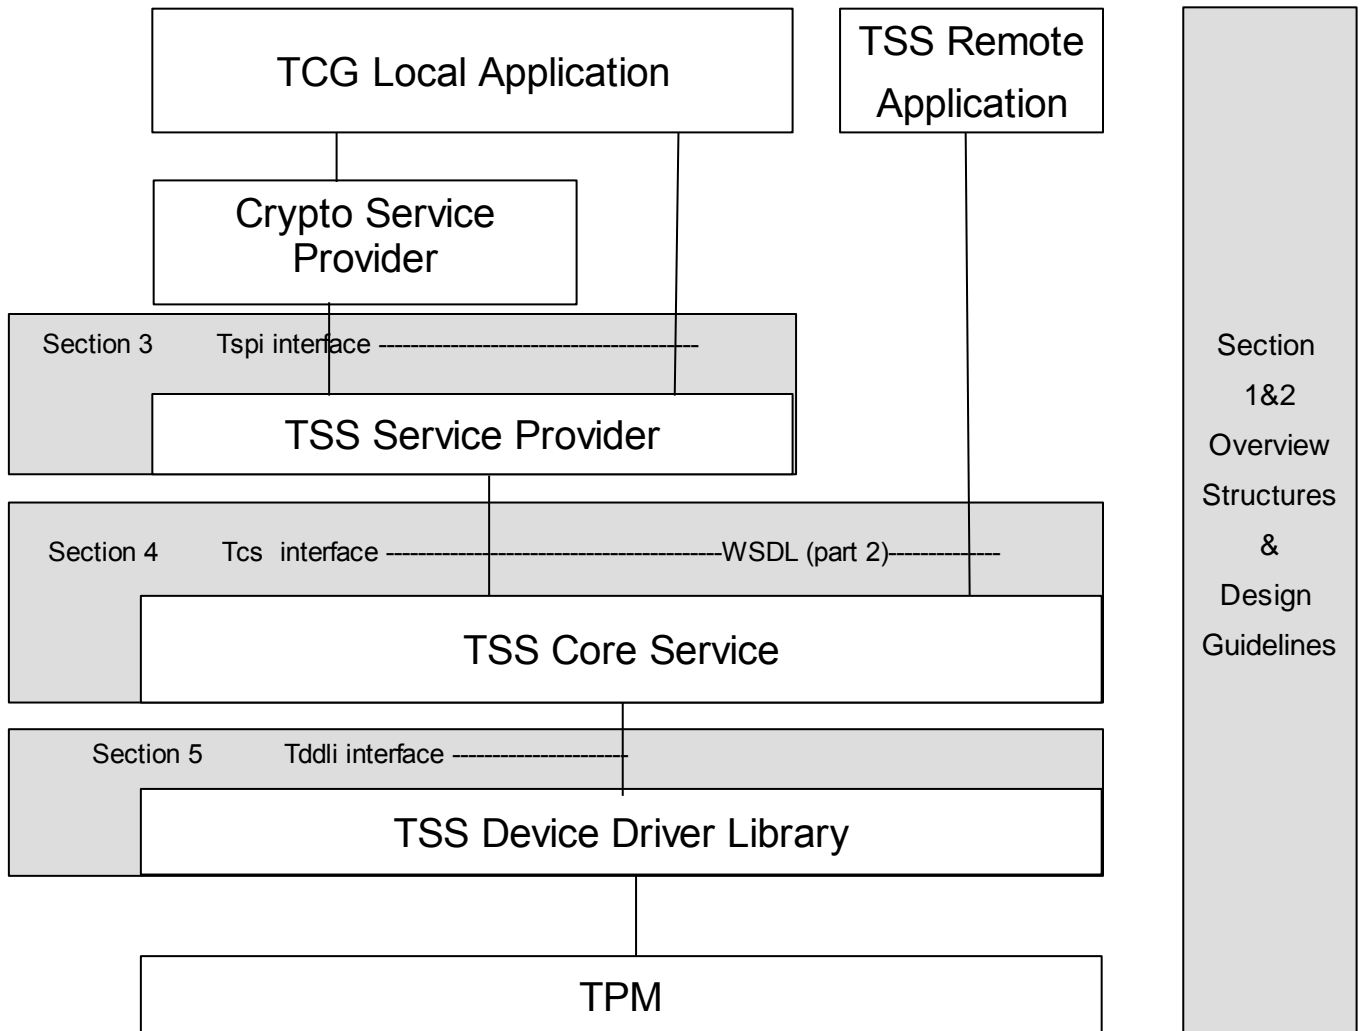 TCG Local Application
TSS Remote
Application
Crypto Service
Provider
Section 3 Tspi interface ----------------------------------------
TSS Service Provider
Section 4 Tcs interface ------------------------------------------WSDL (part 2)--------------
TSS Core Service
Section 5 Tddli interface ----------------------
TSS Device Driver Library
TPM
Section
1&2
Overview
Structures
&
Design
Guidelines